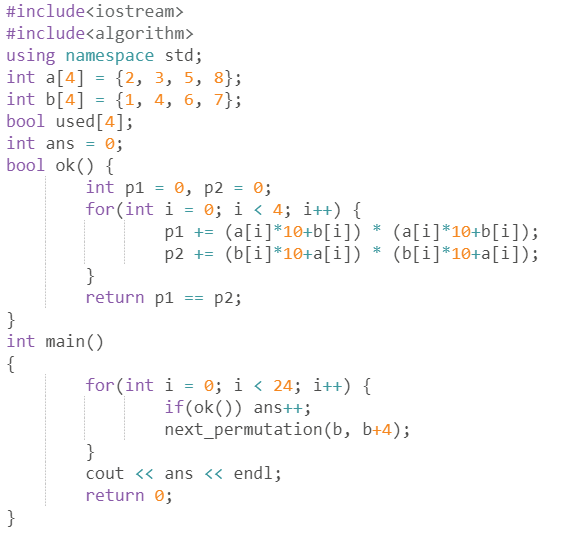 #include<iostream>
#include<algorithm>
using namespace std;
int a[4] = {2, 3, 5, 8};
int b[4] = {1, 4, 6, 7};
bool used[4];
int ans = 0;
bool ok() {
        int p1 = 0, p2 = 0;
        for(int i = 0; i < 4; i++) {
                p1 += (a[i]*10+b[i]) * (a[i]*10+b[i]);
                p2 += (b[i]*10+a[i]) * (b[i]*10+a[i]);
        }
        return p1 == p2;
}
int main()
{
        for(int i = 0; i < 24; i++) {
                if(ok()) ans++;
                next_permutation(b, b+4);
        }
        cout << ans << endl;
        return 0;
}